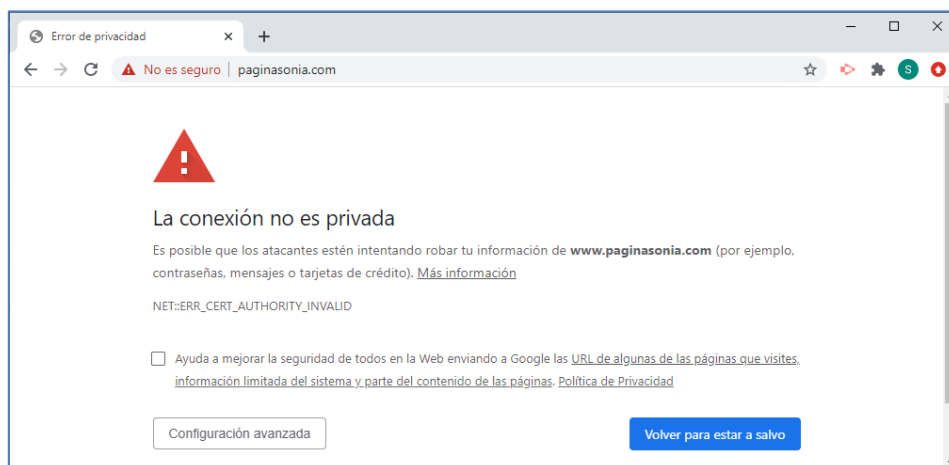 Error de privacidad
No es seguro | paginasonia.com
S
La conexión no es privada
Es posible que los atacantes estén intentando robar tu información de www.paginasonia.com (por ejemplo,
contraseñas, mensajes o tarjetas de crédito). Más información
NET::ERR_CERT_AUTHORITY_INVALID
Ayuda a mejorar la seguridad de todos en la Web enviando a Google las URL de algunas de las páginas que visites,
información limitada del sistema y parte del contenido de las páginas. Política de Privacidad
Configuración avanzada
Volver para estar a salvo